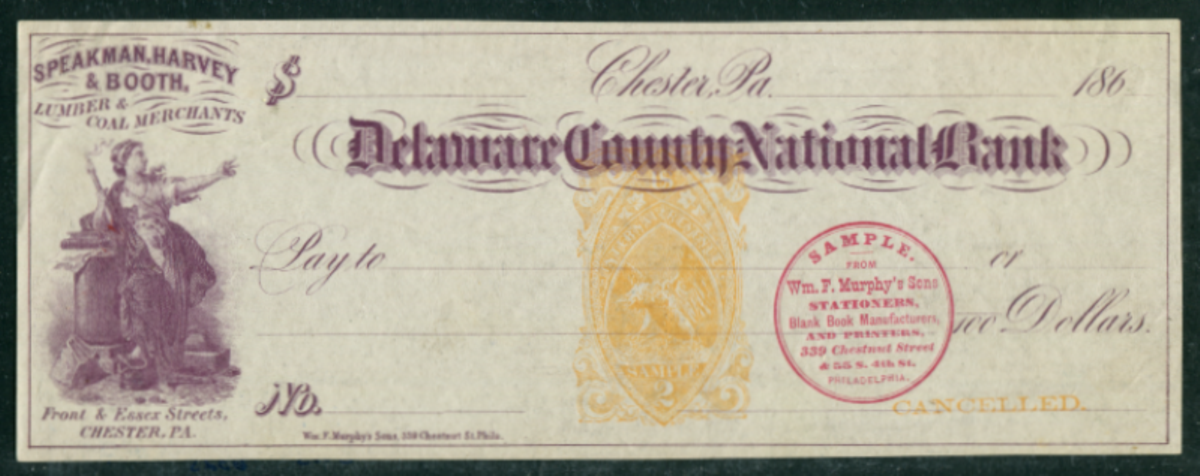 SPEAKMAN, HARVEY
& BOOTH,
LUMBER &
COAL MERCHANTS
$
Chester, Pa. 186
Delaware County National Bank
Pay to or
100 Dollars.
SAMPLE.
FROM
Wm. F. Murphy's Sons
STATIONERS,
Blank Book Manufacturers,
AND PRINTERS,
339 Chestnut Street
& 55 S. 4th St.
PHILADELPHIA.
SAMPLE
2
CANCELLED.
No.
Front & Essex Streets,
CHESTER, PA.
Wm. F. Murphy's Sons, 339 Chestnut St. Phila.